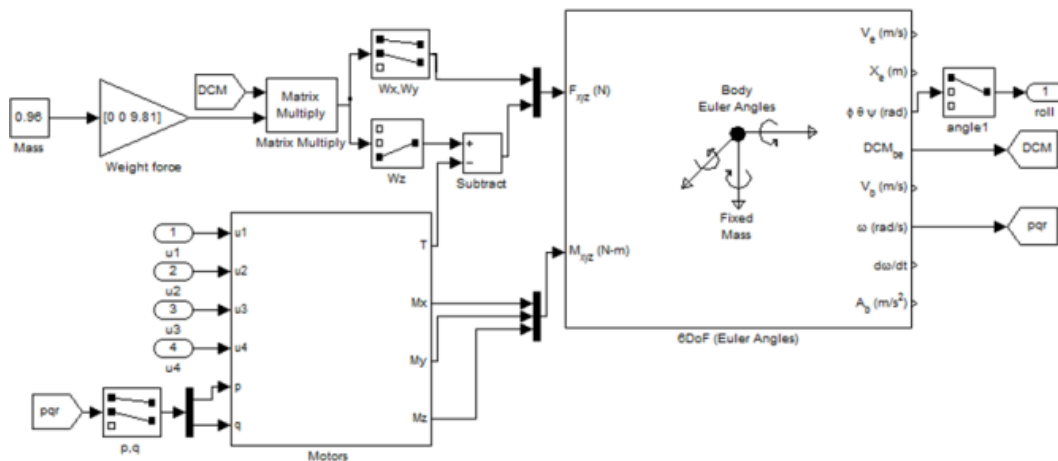 0.96
Mass
[0 0 9.81]
Weight force
DCM
Matrix
Multiply
Matrix Multiply
Wx,Wy
Wz
+
−
Subtract
1
u1
2
u2
3
u3
4
u4
pqr
p,q
u1
u2
u3
u4
p
q
T
Mx
My
Mz
Motors
F_xyz (N)
M_xyz (N-m)
Body
Euler Angles
Fixed
Mass
V_e (m/s)
X_e (m)
ϕ θ ψ (rad)
DCM_be
V_b (m/s)
ω (rad/s)
dω/dt
A_b (m/s²)
6DoF (Euler Angles)
angle1
1
roll
DCM
pqr